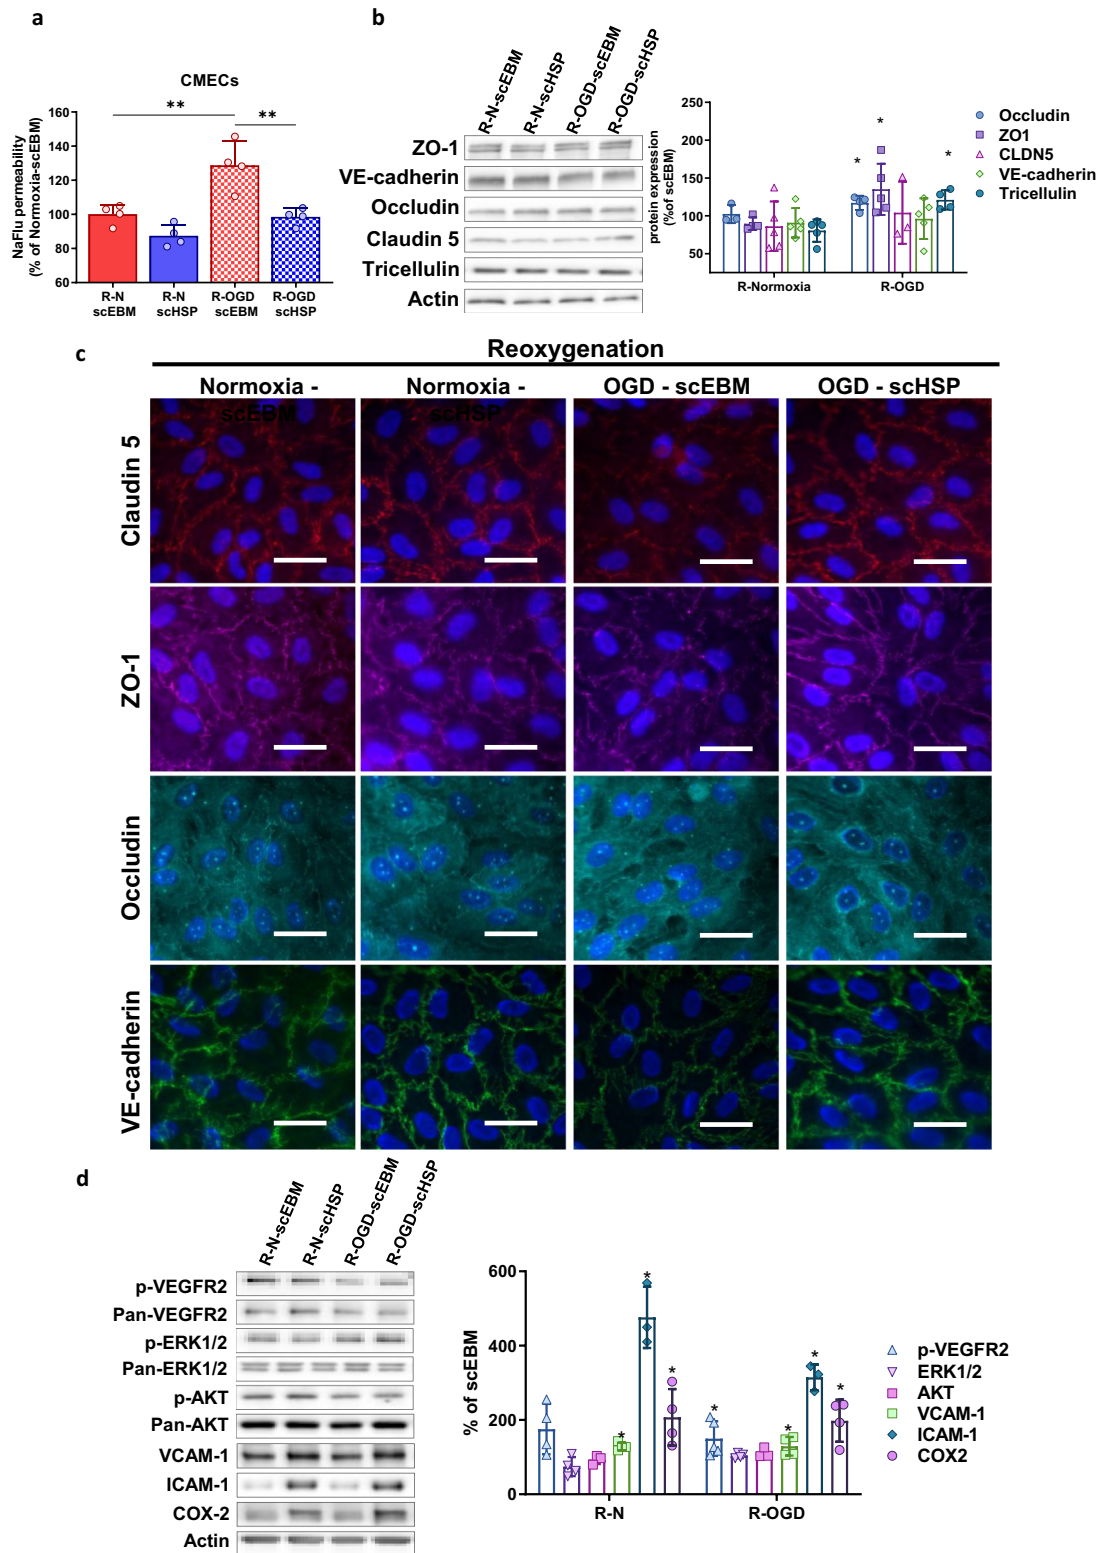 a
CMECs
NaFlu permeability
(% of Normoxia-scEBM)
160
140
120
100
80
60
**
**
R-N
scEBM
R-N
scHSP
R-OGD
scEBM
R-OGD
scHSP
b
R-N-scEBM
R-N-scHSP
R-OGD-scEBM
R-OGD-scHSP
ZO-1
VE-cadherin
Occludin
Claudin 5
Tricellulin
Actin
protein expression
(%of scEBM)
250
200
150
100
50
*
*
*
R-Normoxia
R-OGD
Occludin
ZO1
CLDN5
VE-cadherin
Tricellulin
c
Reoxygenation
Normoxia -
scEBM
Normoxia -
scHSP
OGD - scEBM
OGD - scHSP
Claudin 5
ZO-1
Occludin
VE-cadherin
d
R-N-scEBM
R-N-scHSP
R-OGD-scEBM
R-OGD-scHSP
p-VEGFR2
Pan-VEGFR2
p-ERK1/2
Pan-ERK1/2
p-AKT
Pan-AKT
VCAM-1
ICAM-1
COX-2
Actin
% of scEBM
600
400
200
0
*
*
*
*
*
*
*
R-N
R-OGD
p-VEGFR2
ERK1/2
AKT
VCAM-1
ICAM-1
COX2